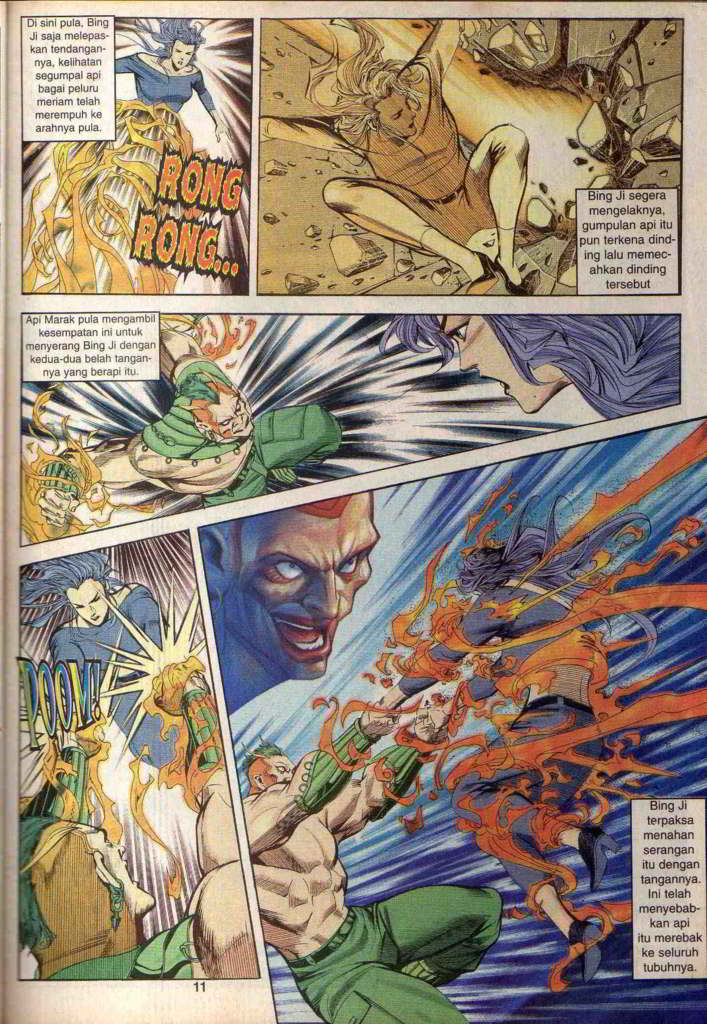 Di sini pula, Bing
Ji saja melepas-
kan tendangan-
nya, kelihatan
segumpal api
bagai peluru
meriam telah
merempuh ke
arahnya pula.
RONG
RONG...
Bing Ji segera
mengelaknya,
gumpulan api itu
pun terkena dind-
ing lalu memec-
ahkan dinding
tersebut
Api Marak pula mengambil
kesempatan ini untuk
menyerang Bing Ji dengan
kedua-dua belah tangan-
nya yang berapi itu.
POOM!
Bing Ji
terpaksa
menahan
serangan
itu dengan
tangannya.
Ini telah
menyebab-
kan api
itu merebak
ke seluruh
tubuhnya.
11